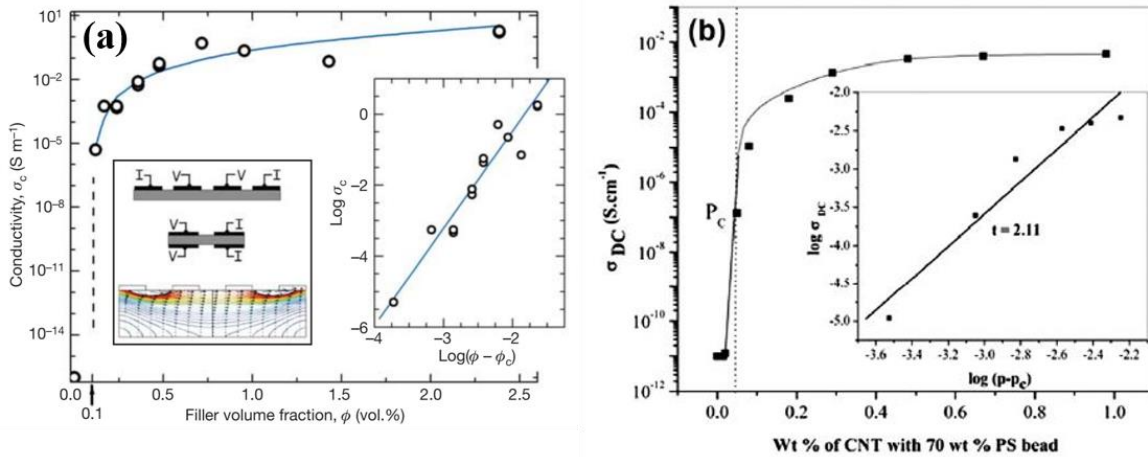 (a)
10¹
10⁻²
10⁻⁵
10⁻⁸
10⁻¹¹
10⁻¹⁴
Conductivity, σc (S m⁻¹)
I V V I
V I
V I
0
−2
−4
−6
Log σc
−4 −3 −2
Log(ϕ − ϕc)
0.0 0.5 1.0 1.5 2.0 2.5
0.1
Filler volume fraction, ϕ (vol.%)
(b)
10⁻²
10⁻⁴
10⁻⁶
10⁻⁸
10⁻¹⁰
10⁻¹²
σ DC (S.cm⁻¹)
PC
-2.0
-2.5
-3.0
-3.5
-4.0
-4.5
-5.0
log σ DC
t = 2.11
-3.6 -3.4 -3.2 -3.0 -2.8 -2.6 -2.4 -2.2
log (p-pc)
0.0 0.2 0.4 0.6 0.8 1.0
Wt % of CNT with 70 wt % PS bead